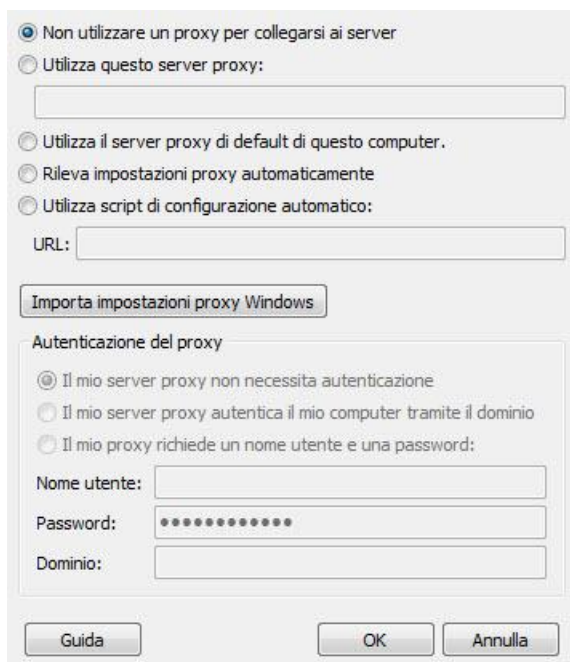 Non utilizzare un proxy per collegarsi ai server
Utilizza questo server proxy:
Utilizza il server proxy di default di questo computer.
Rileva impostazioni proxy automaticamente
Utilizza script di configurazione automatico:
URL:
Importa impostazioni proxy Windows
Autenticazione del proxy
Il mio server proxy non necessita autenticazione
Il mio server proxy autentica il mio computer tramite il dominio
Il mio proxy richiede un nome utente e una password:
Nome utente:
Password: ••••••••••••
Dominio:
Guida OK Annulla